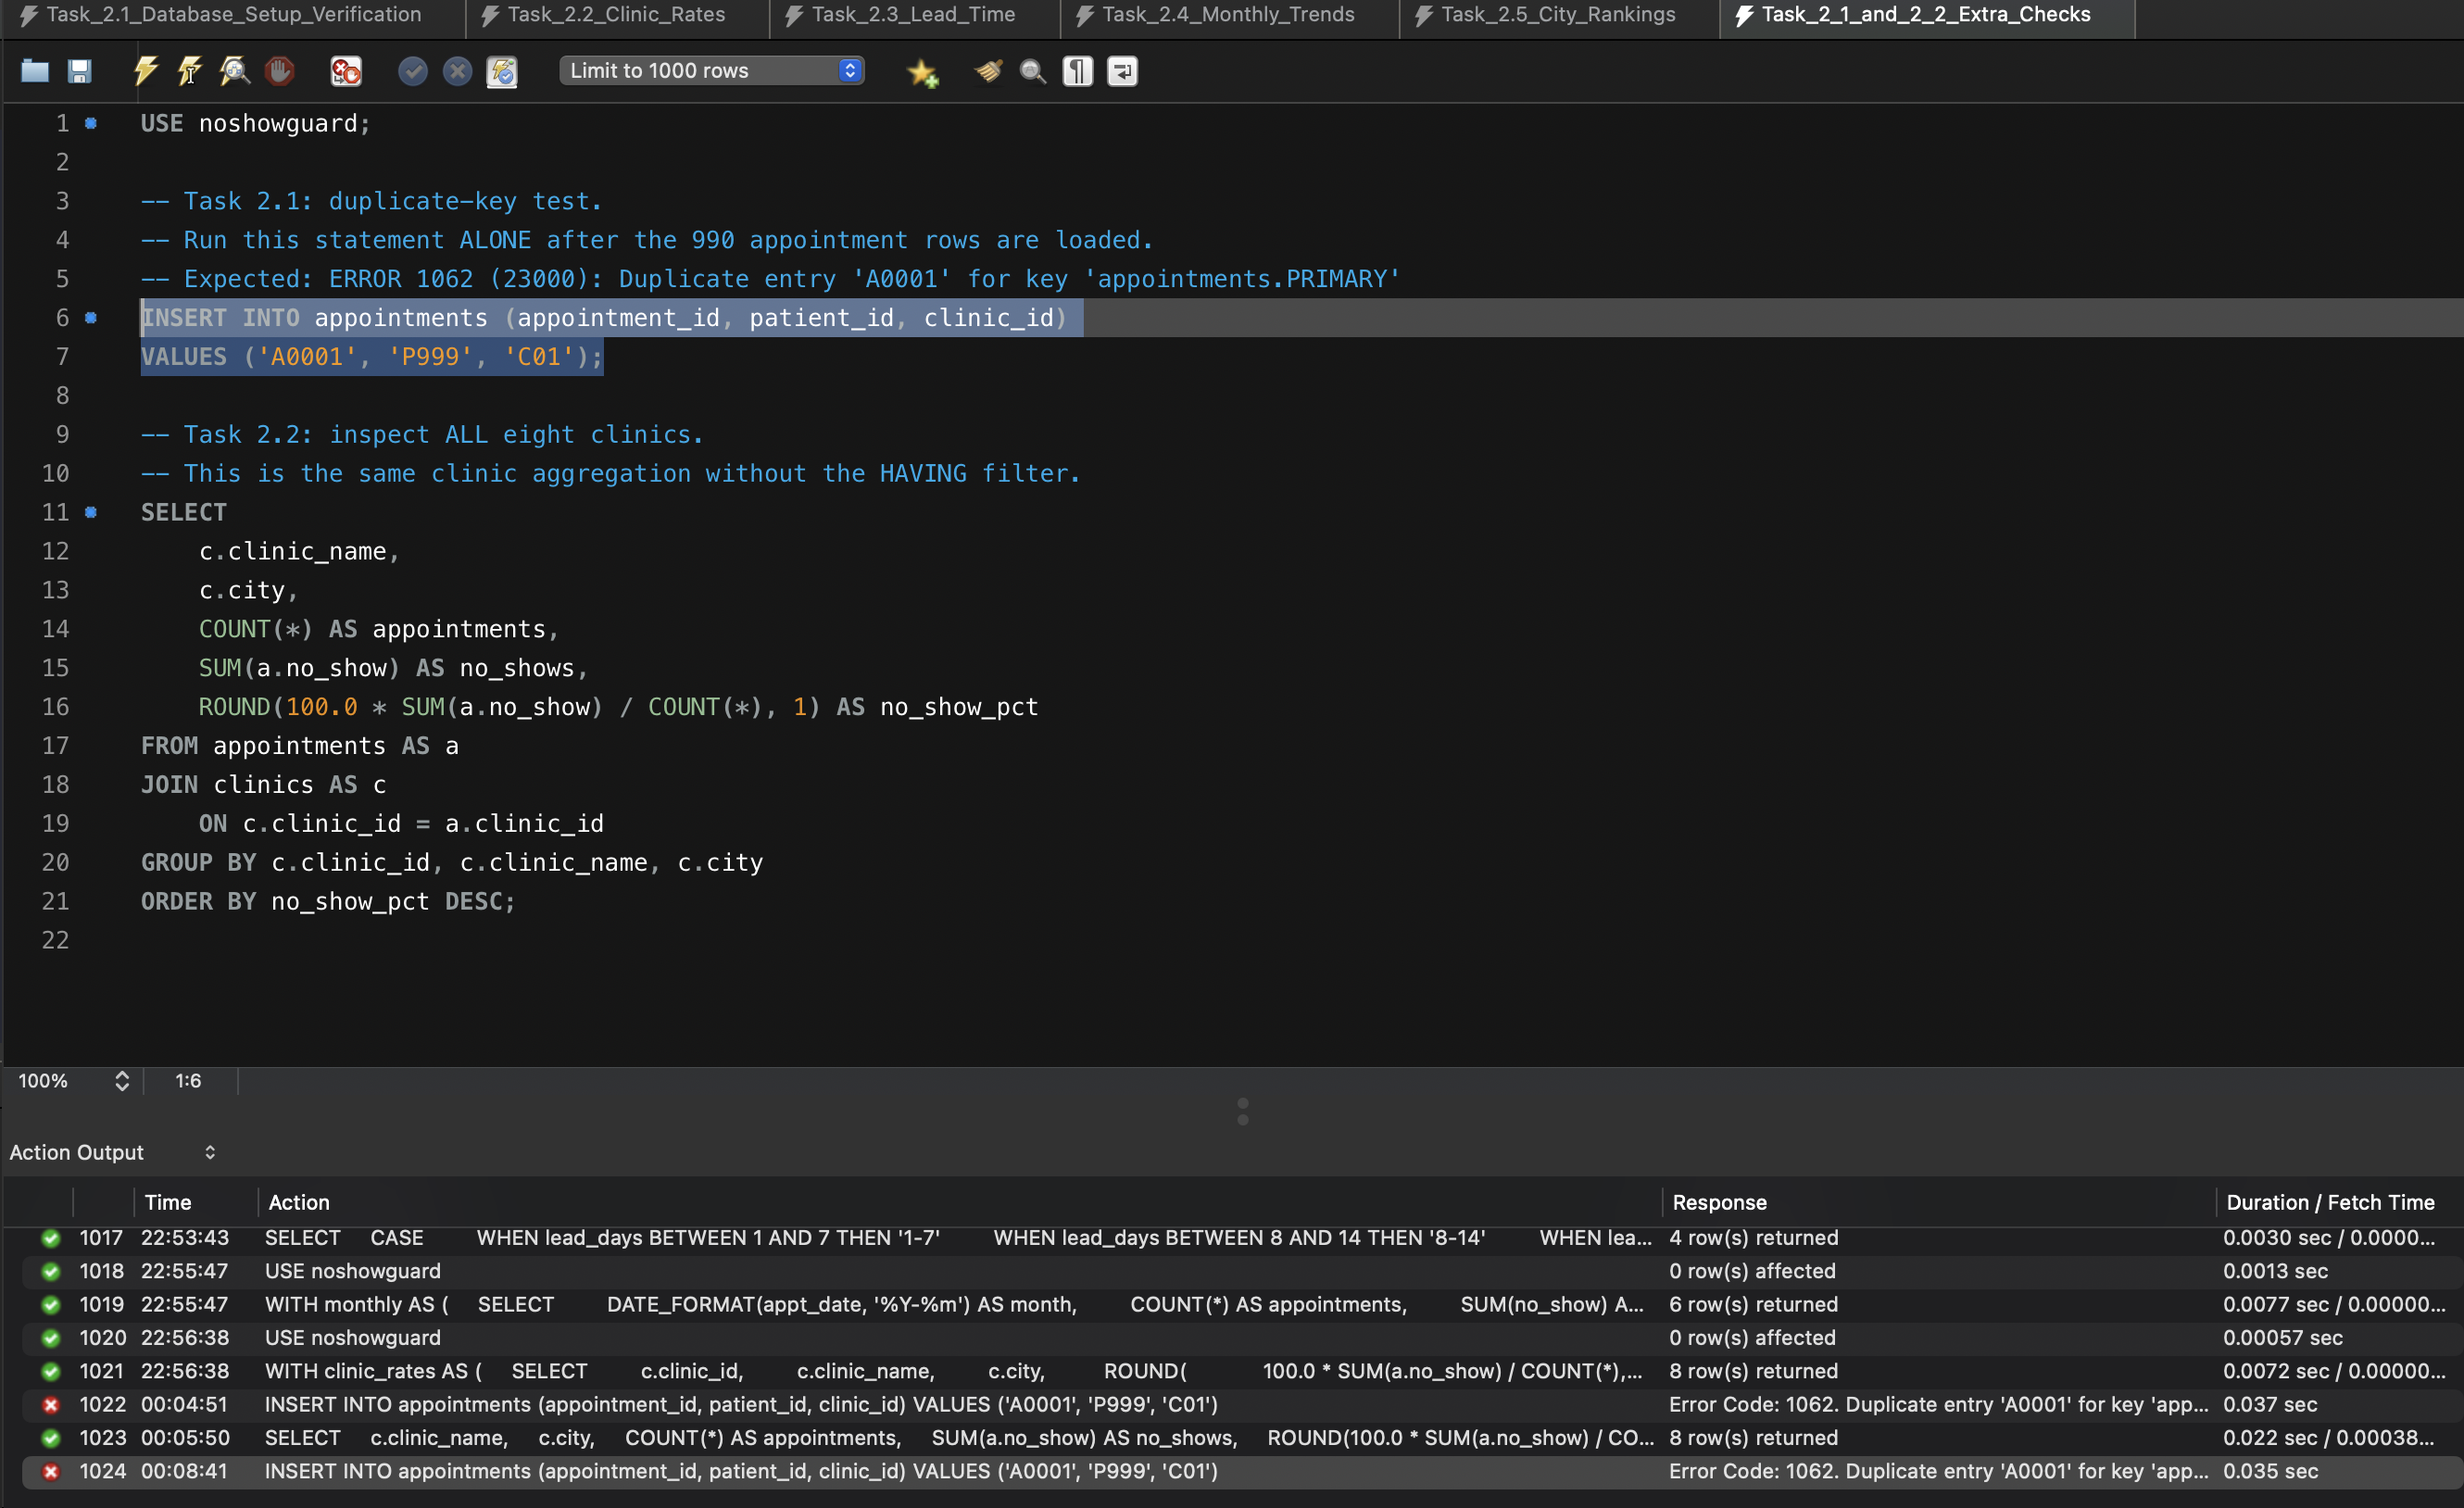 Task_2.1_Database_Setup_Verification Task_2.2_Clinic_Rates Task_2.3_Lead_Time Task_2.4_Monthly_Trends Task_2.5_City_Rankings Task_2_1_and_2_2_Extra_Checks
Limit to 1000 rows
1 USE noshowguard;
2
3 -- Task 2.1: duplicate-key test.
4 -- Run this statement ALONE after the 990 appointment rows are loaded.
5 -- Expected: ERROR 1062 (23000): Duplicate entry 'A0001' for key 'appointments.PRIMARY'
6 INSERT INTO appointments (appointment_id, patient_id, clinic_id)
7 VALUES ('A0001', 'P999', 'C01');
8
9 -- Task 2.2: inspect ALL eight clinics.
10 -- This is the same clinic aggregation without the HAVING filter.
11 SELECT
12 c.clinic_name,
13 c.city,
14 COUNT(*) AS appointments,
15 SUM(a.no_show) AS no_shows,
16 ROUND(100.0 * SUM(a.no_show) / COUNT(*), 1) AS no_show_pct
17 FROM appointments AS a
18 JOIN clinics AS c
19 ON c.clinic_id = a.clinic_id
20 GROUP BY c.clinic_id, c.clinic_name, c.city
21 ORDER BY no_show_pct DESC;
22
100% 1:6
Action Output
Time Action Response Duration / Fetch Time
1017 22:53:43 SELECT CASE WHEN lead_days BETWEEN 1 AND 7 THEN '1-7' WHEN lead_days BETWEEN 8 AND 14 THEN '8-14' WHEN lea... 4 row(s) returned 0.0030 sec / 0.0000...
1018 22:55:47 USE noshowguard 0 row(s) affected 0.0013 sec
1019 22:55:47 WITH monthly AS ( SELECT DATE_FORMAT(appt_date, '%Y-%m') AS month, COUNT(*) AS appointments, SUM(no_show) A... 6 row(s) returned 0.0077 sec / 0.00000...
1020 22:56:38 USE noshowguard 0 row(s) affected 0.00057 sec
1021 22:56:38 WITH clinic_rates AS ( SELECT c.clinic_id, c.clinic_name, c.city, ROUND( 100.0 * SUM(a.no_show) / COUNT(*),... 8 row(s) returned 0.0072 sec / 0.00000...
1022 00:04:51 INSERT INTO appointments (appointment_id, patient_id, clinic_id) VALUES ('A0001', 'P999', 'C01') Error Code: 1062. Duplicate entry 'A0001' for key 'app... 0.037 sec
1023 00:05:50 SELECT c.clinic_name, c.city, COUNT(*) AS appointments, SUM(a.no_show) AS no_shows, ROUND(100.0 * SUM(a.no_show) / CO... 8 row(s) returned 0.022 sec / 0.00038...
1024 00:08:41 INSERT INTO appointments (appointment_id, patient_id, clinic_id) VALUES ('A0001', 'P999', 'C01') Error Code: 1062. Duplicate entry 'A0001' for key 'app... 0.035 sec